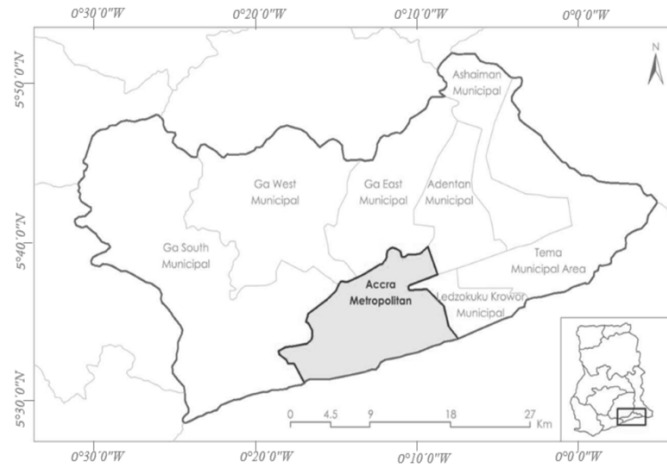 0°30'0"W 0°20'0"W 0°10'0"W 0°0'0"W
5°50'0"N
5°40'0"N
5°30'0"N
N
Ashaiman
Municipal
Ga West
Municipal
Ga East
Municipal
Adentan
Municipal
Ga South
Municipal
Tema
Municipal Area
Accra
Metropolitan
Ledzokuku Krowor
Municipal
0 4.5 9 18 27
Km
0°30'0"W 0°20'0"W 0°10'0"W 0°0'0"W